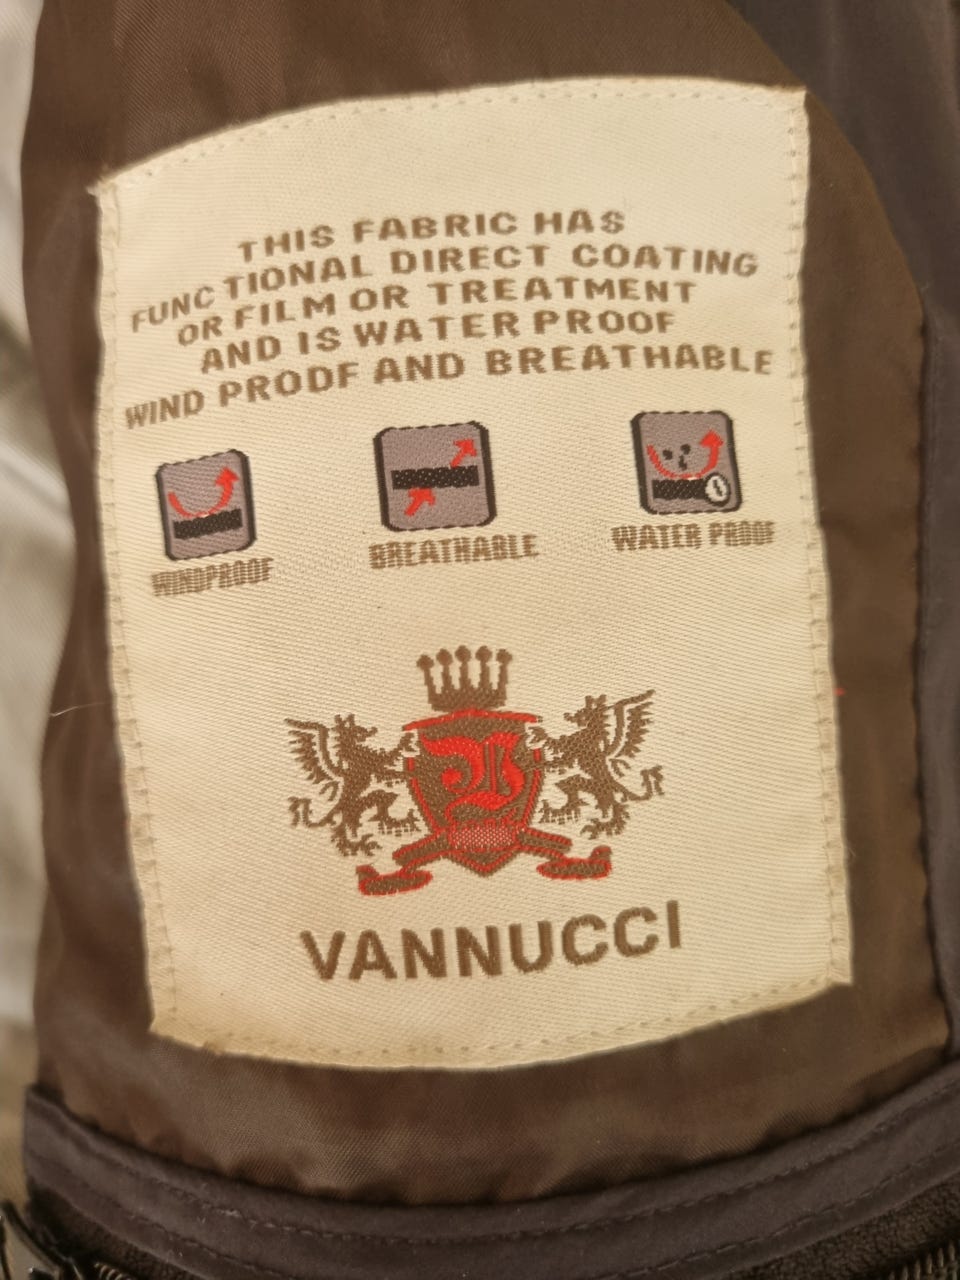 THIS FABRIC HAS
FUNCTIONAL DIRECT COATING
OR FILM OR TREATMENT
AND IS WATER PROOF
WIND PROOF AND BREATHABLE
WINDPROOF
BREATHABLE
WATER PROOF
B
VANNUCCI